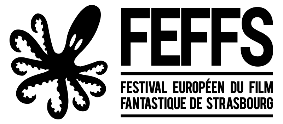 FEFFS
FESTIVAL EUROPÉEN DU FILM
FANTASTIQUE DE STRASBOURG